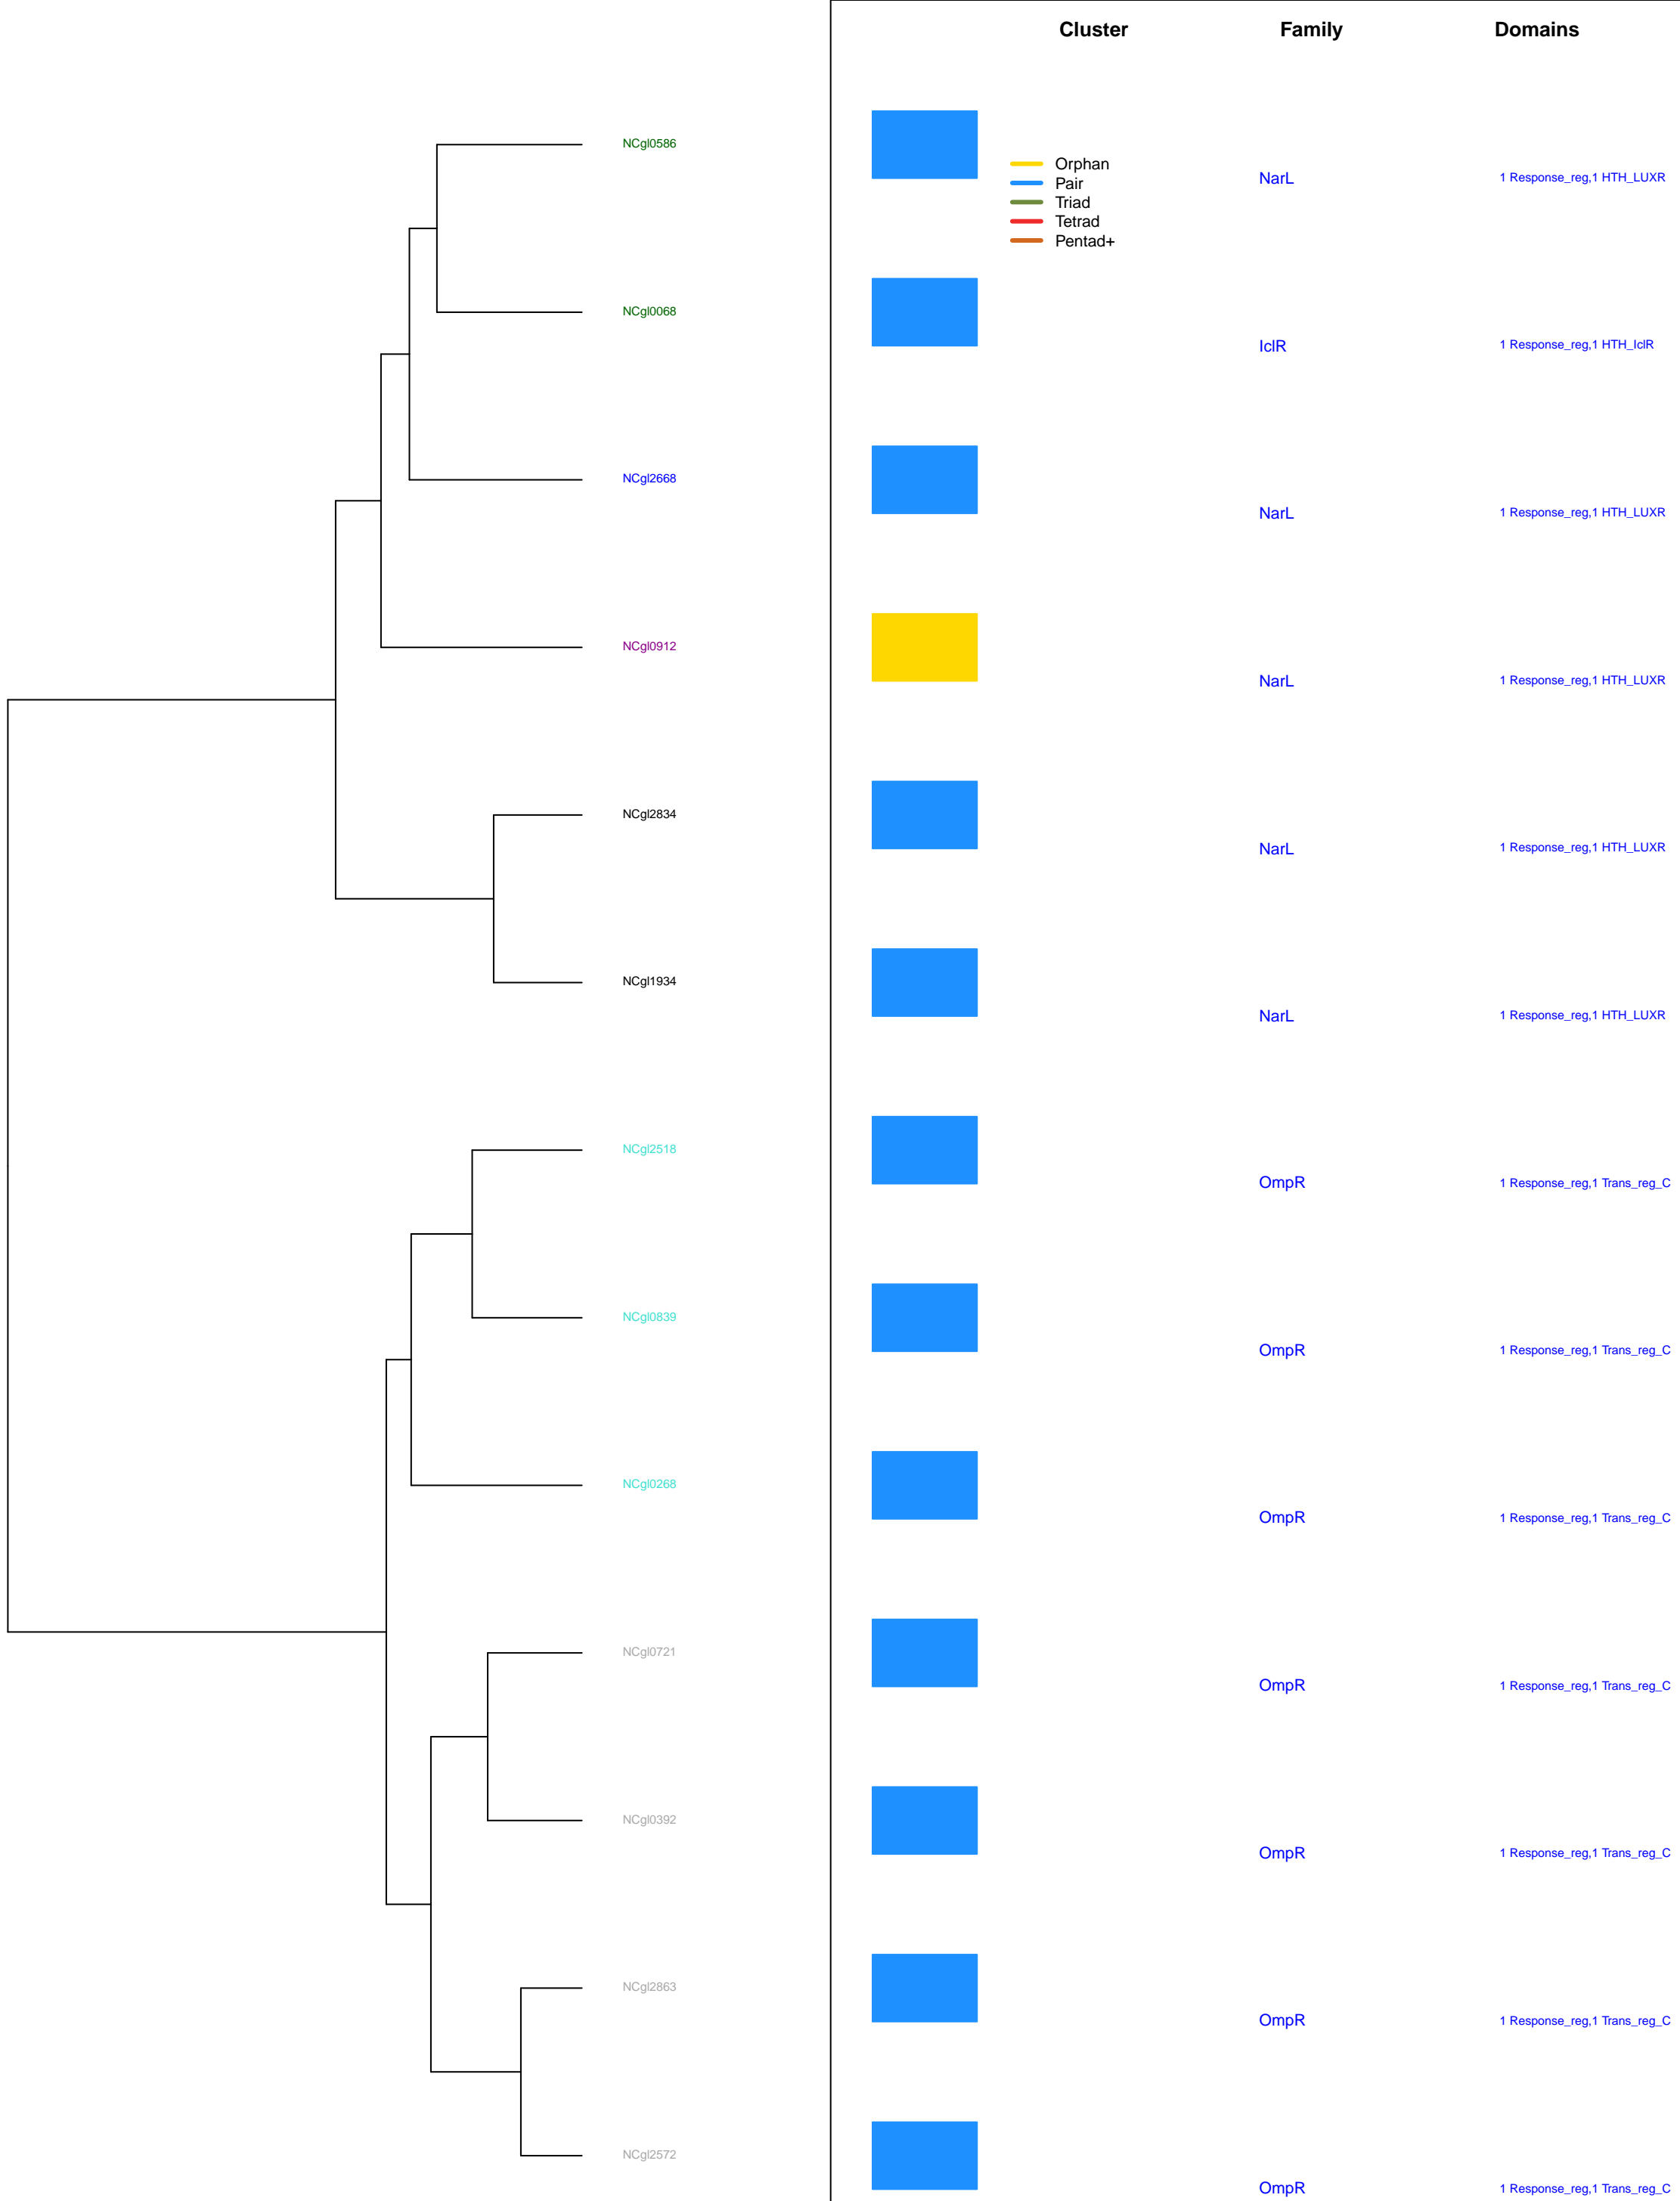 Cluster Family Domains
NCgl0586
Orphan
Pair
Triad
Tetrad
Pentad+
NarL 1 Response_reg,1 HTH_LUXR
NCgl0068
IclR 1 Response_reg,1 HTH_IclR
NCgl2668
NarL 1 Response_reg,1 HTH_LUXR
NCgl0912
NarL 1 Response_reg,1 HTH_LUXR
NCgl2834
NarL 1 Response_reg,1 HTH_LUXR
NCgl1934
NarL 1 Response_reg,1 HTH_LUXR
NCgl2518
OmpR 1 Response_reg,1 Trans_reg_C
NCgl0839
OmpR 1 Response_reg,1 Trans_reg_C
NCgl0268
OmpR 1 Response_reg,1 Trans_reg_C
NCgl0721
OmpR 1 Response_reg,1 Trans_reg_C
NCgl0392
OmpR 1 Response_reg,1 Trans_reg_C
NCgl2863
OmpR 1 Response_reg,1 Trans_reg_C
NCgl2572
OmpR 1 Response_reg,1 Trans_reg_C